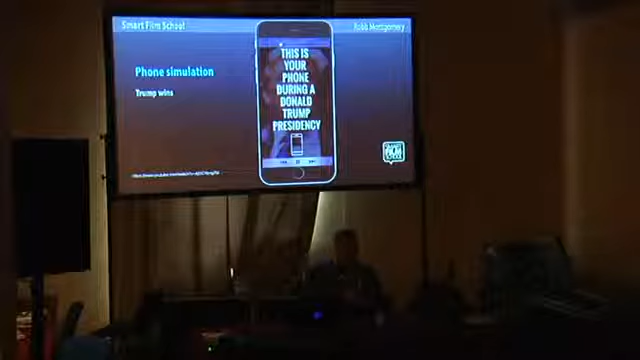 Smart Film School
Robb Montgomery
Phone simulation
Trump wins
THIS IS
YOUR
PHONE
DURING A
DONALD
TRUMP
PRESIDENCY